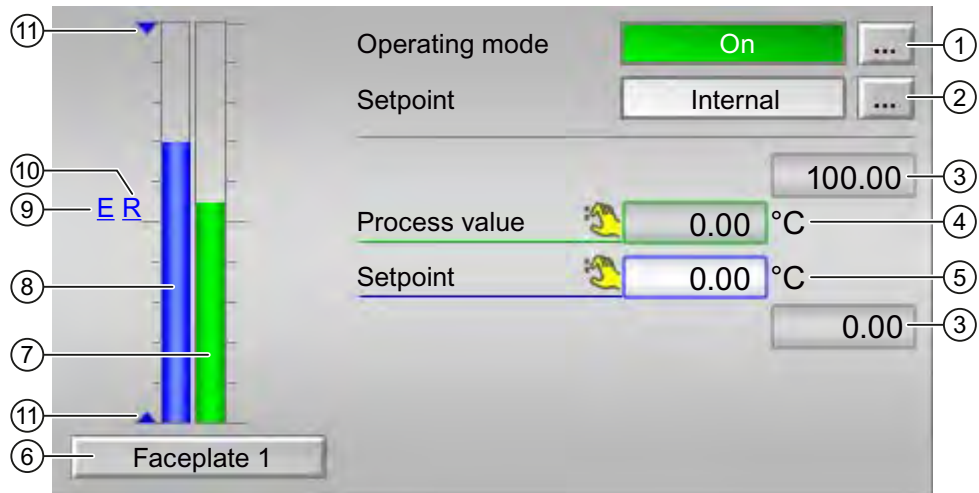 11
Operating mode On ... 1
Setpoint Internal ... 2
100.00 3
10
9 E R
Process value 0.00 °C 4
8
Setpoint 0.00 °C 5
0.00 3
7
11
6 Faceplate 1